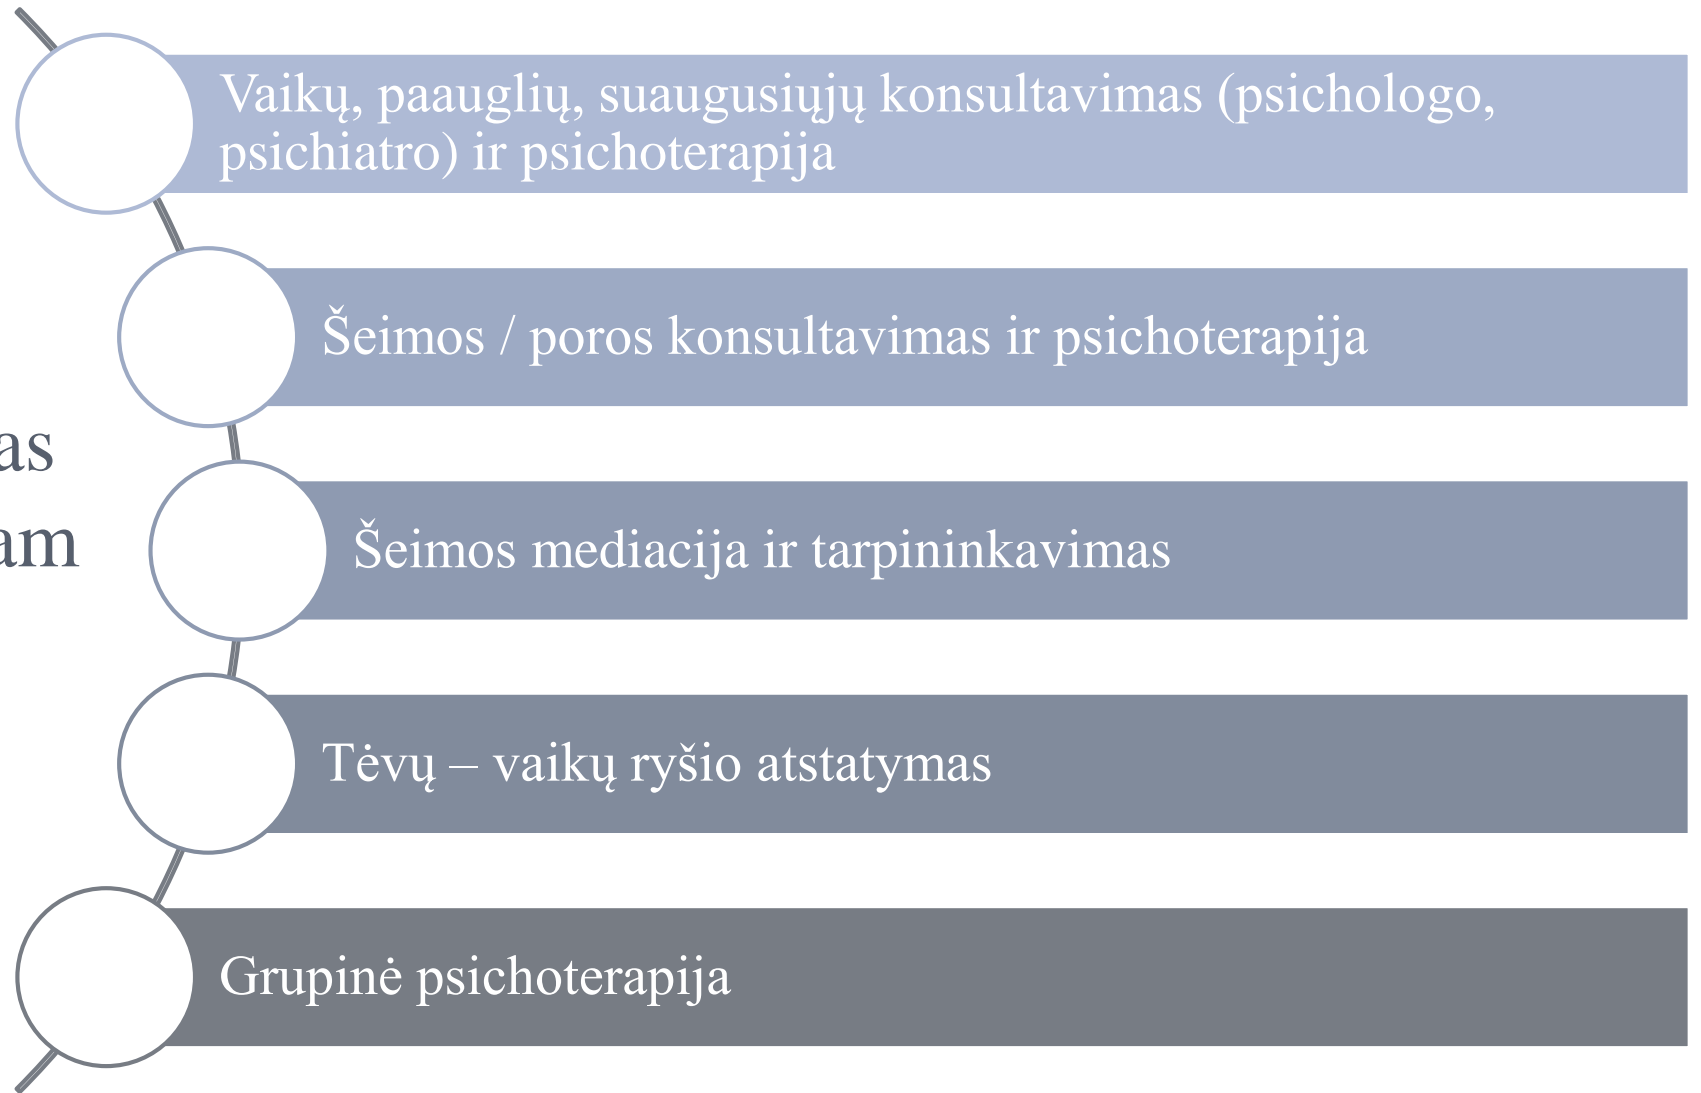 Vaikų, paauglių, suaugusiųjų konsultavimas (psichologo,
psichiatro) ir psichoterapija
Šeimos / poros konsultavimas ir psichoterapija
as
am
Šeimos mediacija ir tarpininkavimas
Tėvų – vaikų ryšio atstatymas
Grupinė psichoterapija